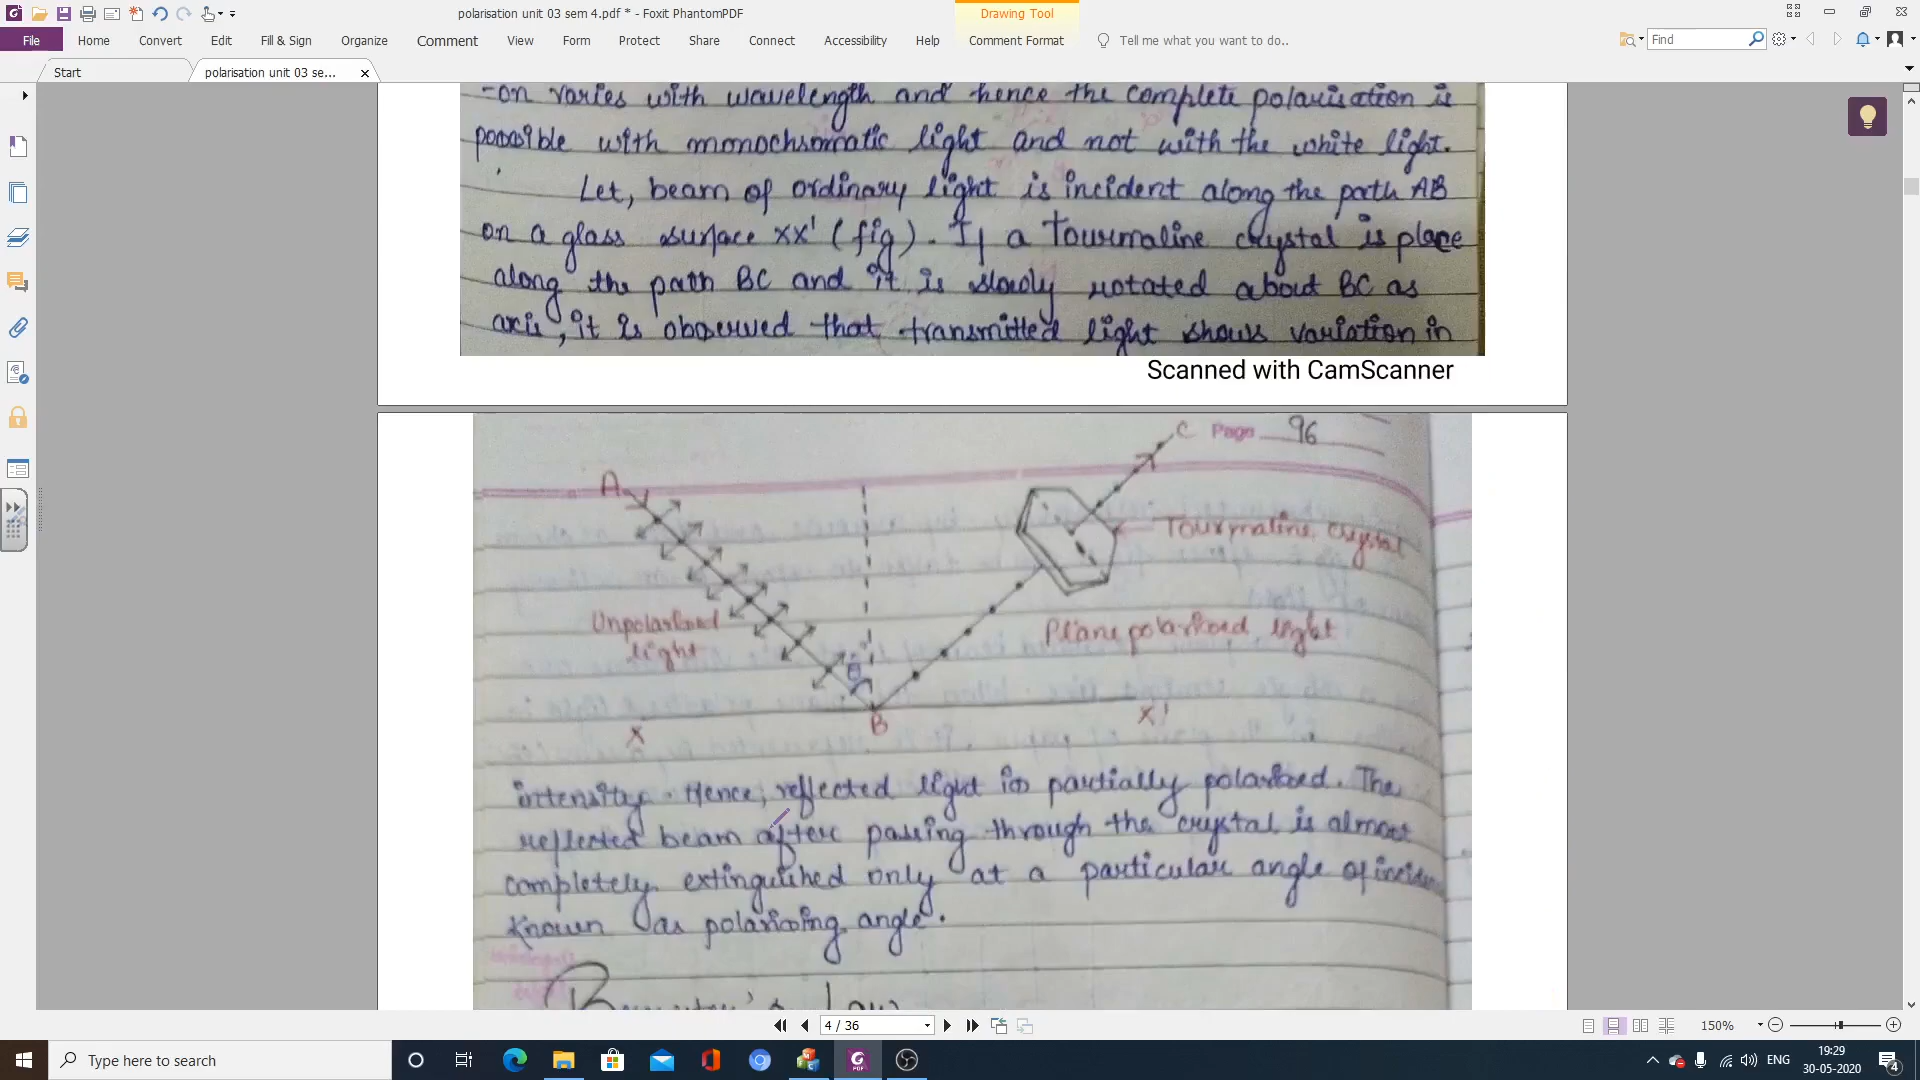 polarisation unit 03 sem 4.pdf * - Foxit PhantomPDF
Drawing Tool
File Home Convert Edit Fill & Sign Organize Comment View Form Protect Share Connect Accessibility Help Comment Format Tell me what you want to do.. Find
Start
polarisation unit 03 se... ×
-on varies with wavelength and hence the complete polarisation is
possible with monochromatic light and not with the white light.
Let, beam of ordinary light is incident along the path AB
on a glass surface xx' (fig). If a Tourmaline crystal is place
along the path BC and it is slowly rotated about BC as
axis, it is observed that transmitted light shows variation in
Scanned with CamScanner
C Page 96
A
Tourmaline crystal
Unpolarized
light
Plane polarized light
θ
B
X
X'
intensity. Hence, reflected light is partially polarized. The
reflected beam after passing through the crystal is almost
completely extinguished only at a particular angle of
known as polarizing angle.
Law
4 / 36
150%
Type here to search
ENG
19:29
30-05-2020
4